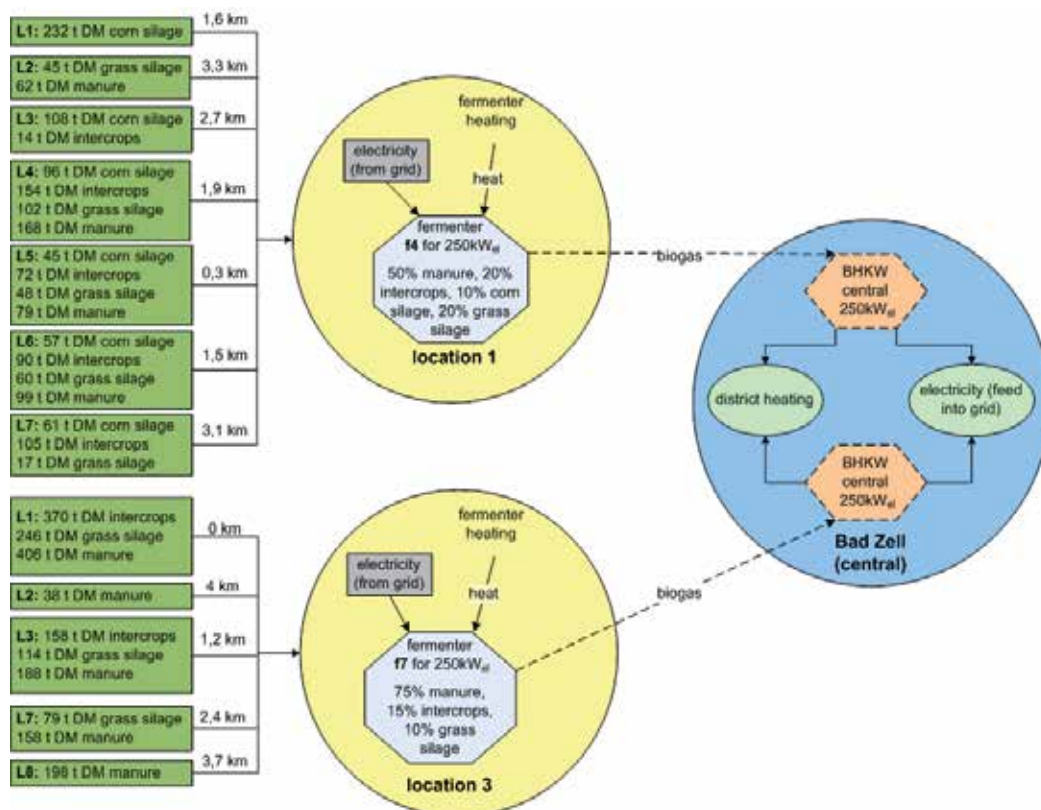 L1: 232 t DM corn silage
1,6 km
L2: 45 t DM grass silage
62 t DM manure
3,3 km
L3: 108 t DM corn silage
14 t DM intercrops
2,7 km
L4: 96 t DM corn silage
154 t DM intercrops
102 t DM grass silage
168 t DM manure
1,9 km
L5: 45 t DM corn silage
72 t DM intercrops
48 t DM grass silage
79 t DM manure
0,3 km
L6: 57 t DM corn silage
90 t DM intercrops
60 t DM grass silage
99 t DM manure
1,5 km
L7: 61 t DM corn silage
105 t DM intercrops
17 t DM grass silage
3,1 km
fermenter
heating
electricity
(from grid)
heat
fermenter
f4 for 250kWel
50% manure, 20%
intercrops, 10% corn
silage, 20% grass
silage
location 1
biogas
L1: 370 t DM intercrops
246 t DM grass silage
406 t DM manure
0 km
L2: 38 t DM manure
4 km
L3: 158 t DM intercrops
114 t DM grass silage
188 t DM manure
1,2 km
L7: 79 t DM grass silage
158 t DM manure
2,4 km
L8: 198 t DM manure
3,7 km
fermenter
heating
electricity
(from grid)
heat
fermenter
f7 for 250kWel
75% manure,
15% intercrops,
10% grass
silage
location 3
biogas
BHKW
central
250kWel
district heating
electricity (feed
into grid)
BHKW
central
250kWel
Bad Zell
(central)